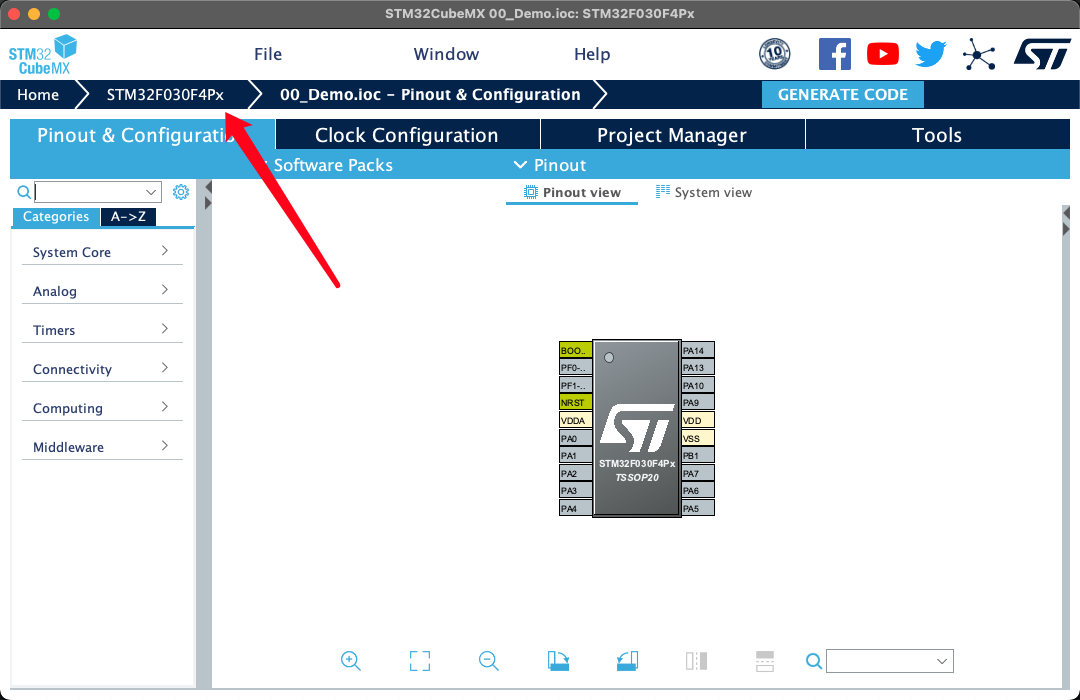 STM32CubeMX 00_Demo.ioc: STM32F030F4Px
STM32
CubeMX
File
Window
Help
10
Home
STM32F030F4Px
00_Demo.ioc – Pinout & Configuration
GENERATE CODE
Pinout & Configuratio
Clock Configuration
Project Manager
Tools
Software Packs
Pinout
Pinout view
System view
Categories
A->Z
System Core
Analog
Timers
Connectivity
Computing
Middleware
BOO..
PF0-..
PF1-..
NRST
VDDA
PA0
PA1
PA2
PA3
PA4
ST
STM32F030F4Px
TSSOP20
PA14
PA13
PA10
PA9
VDD
VSS
PB1
PA7
PA6
PA5